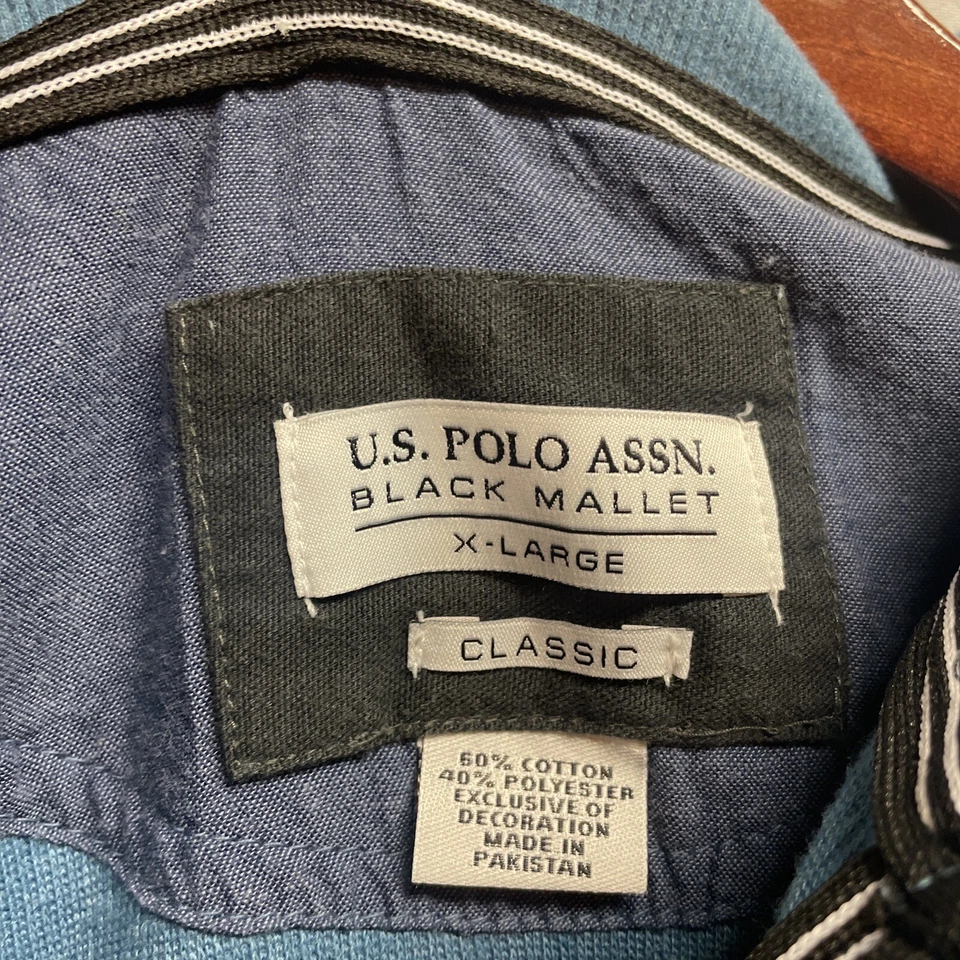 U.S. POLO ASSN.
BLACK MALLET
X-LARGE
CLASSIC
60% COTTON
40% POLYESTER
EXCLUSIVE OF
DECORATION
MADE IN
PAKISTAN